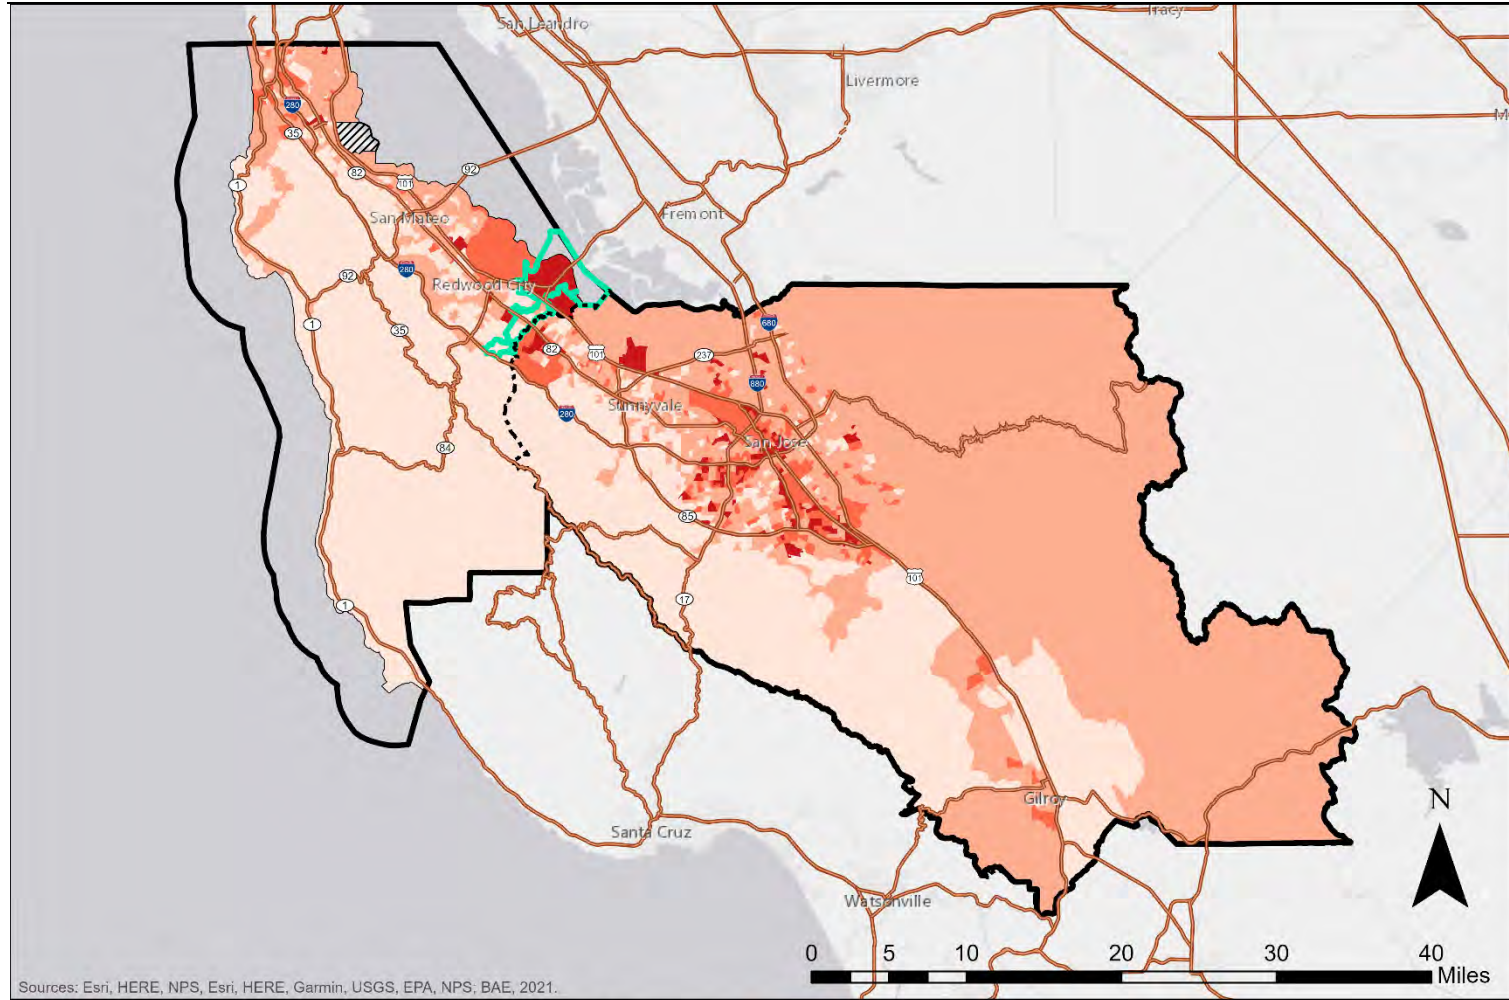 Tracy
San Leandro
Livermore
280
35
92
82
101
1
San Mateo
Fremont
280
92
Redwood City
1
35
680
82
101
237
880
280
Sunnyvale
San Jose
84
85
101
1
17
N
Gilroy
Santa Cruz
Watsonville
0 5 10 20 30 40
Miles
Sources: Esri, HERE, NPS, Esri, HERE, Garmin, USGS, EPA, NPS; BAE, 2021.